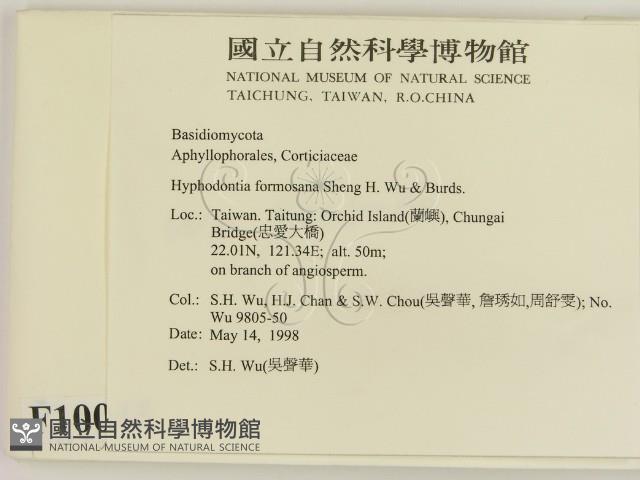 國立自然科學博物館
NATIONAL MUSEUM OF NATURAL SCIENCE
TAICHUNG, TAIWAN, R.O.CHINA
Basidiomycota
Aphyllophorales, Corticiaceae
Hyphodontia formosana Sheng H. Wu & Burds.
Loc.: Taiwan. Taitung: Orchid Island(蘭嶼), Chungai
Bridge(忠愛大橋)
22.01N, 121.34E; alt. 50m;
on branch of angiosperm.
Col.: S.H. Wu, H.J. Chan & S.W. Chou(吳聲華, 詹琇如,周舒雯); No.
Wu 9805-50
Date: May 14, 1998
Det.: S.H. Wu(吳聲華)
國立自然科學博物館
NATIONAL MUSEUM OF NATURAL SCIENCE